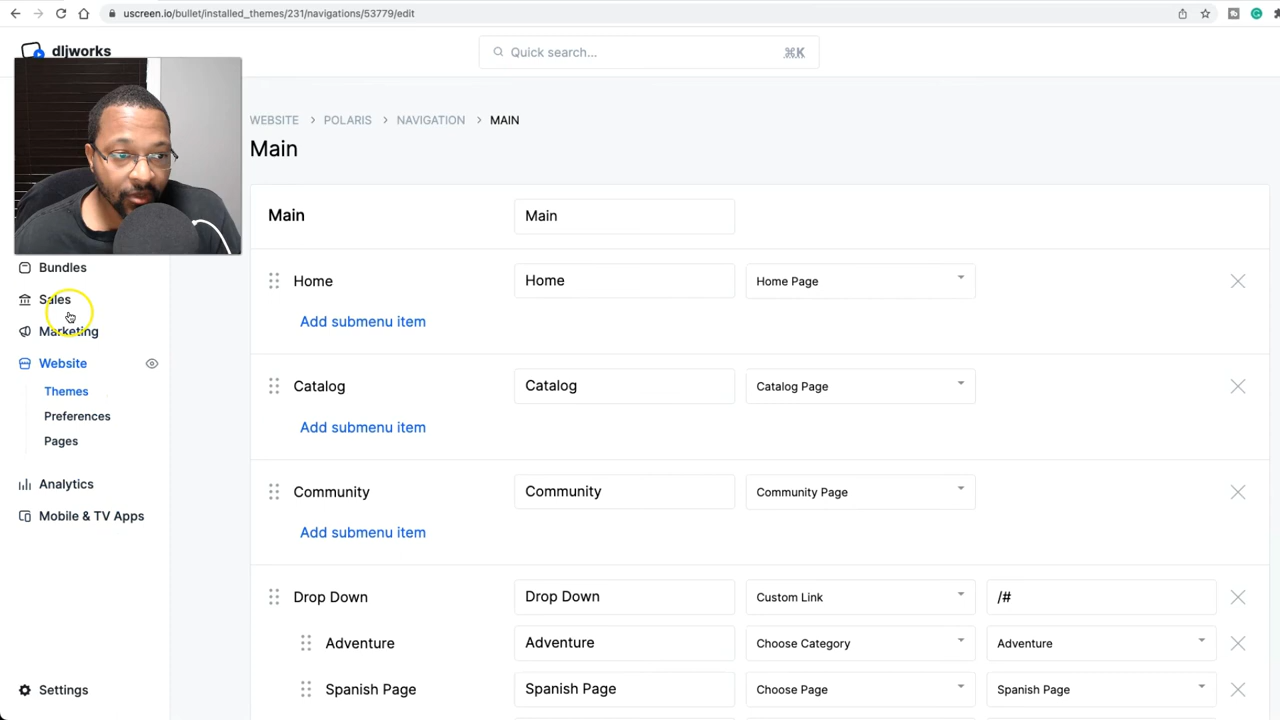 uscreen.io/bullet/installed_themes/231/navigations/53779/edit
dljworks
Quick search...
⌘K
WEBSITE > POLARIS > NAVIGATION > MAIN
Main
Main Main
Bundles
Sales
Marketing
Website
Themes
Preferences
Pages
Analytics
Mobile & TV Apps
Settings
Home Home Home Page
Add submenu item
Catalog Catalog Catalog Page
Add submenu item
Community Community Community Page
Add submenu item
Drop Down Drop Down Custom Link /#
Adventure Adventure Choose Category Adventure
Spanish Page Spanish Page Choose Page Spanish Page